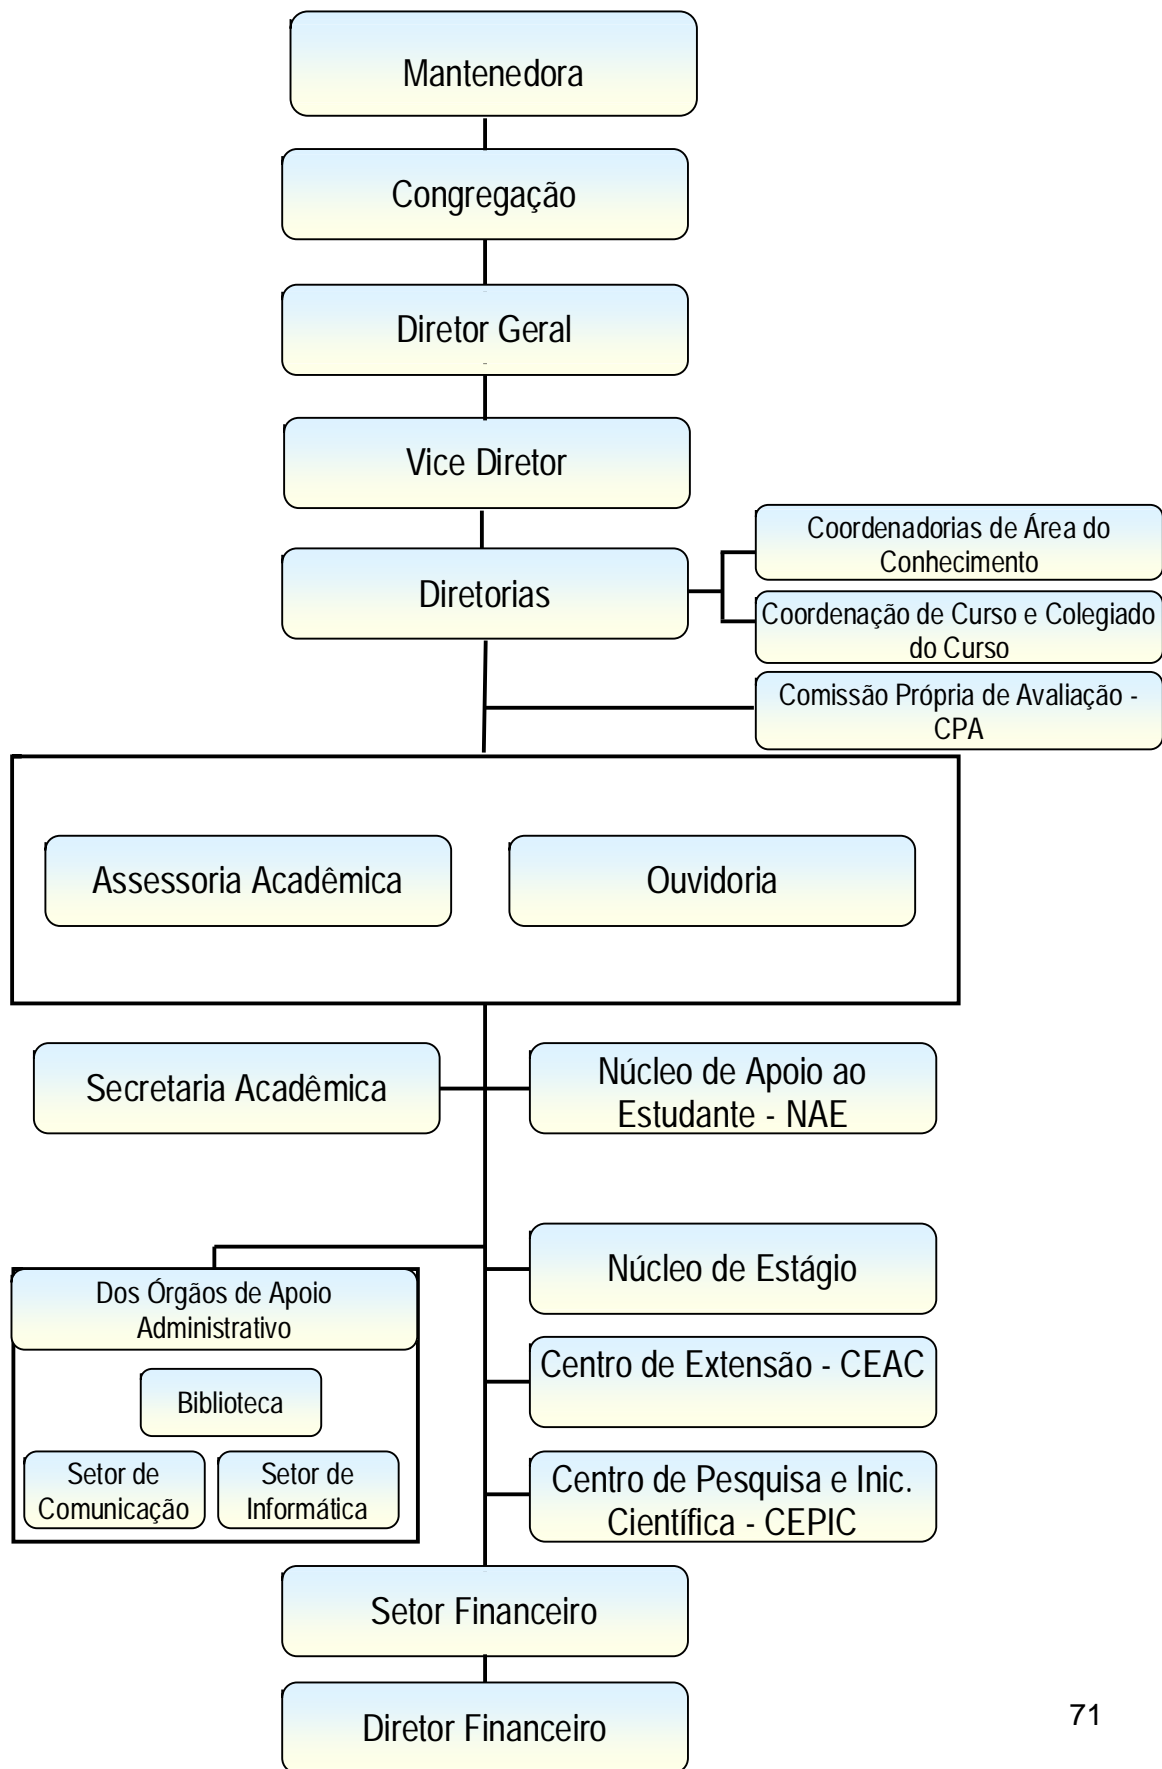 Mantenedora
Congregação
Diretor Geral
Vice Diretor
Diretorias
Coordenadorias de Área do
Conhecimento
Coordenação de Curso e Colegiado
do Curso
Comissão Própria de Avaliação -
CPA
Assessoria Acadêmica
Ouvidoria
Secretaria Acadêmica
Núcleo de Apoio ao
Estudante - NAE
Núcleo de Estágio
Dos Órgãos de Apoio
Administrativo
Biblioteca
Setor de
Comunicação
Setor de
Informática
Centro de Extensão - CEAC
Centro de Pesquisa e Inic.
Científica - CEPIC
Setor Financeiro
Diretor Financeiro
71